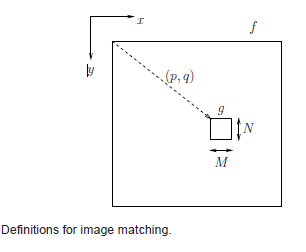 x
f
y
(p, q)
g
N
M
Definitions for image matching.